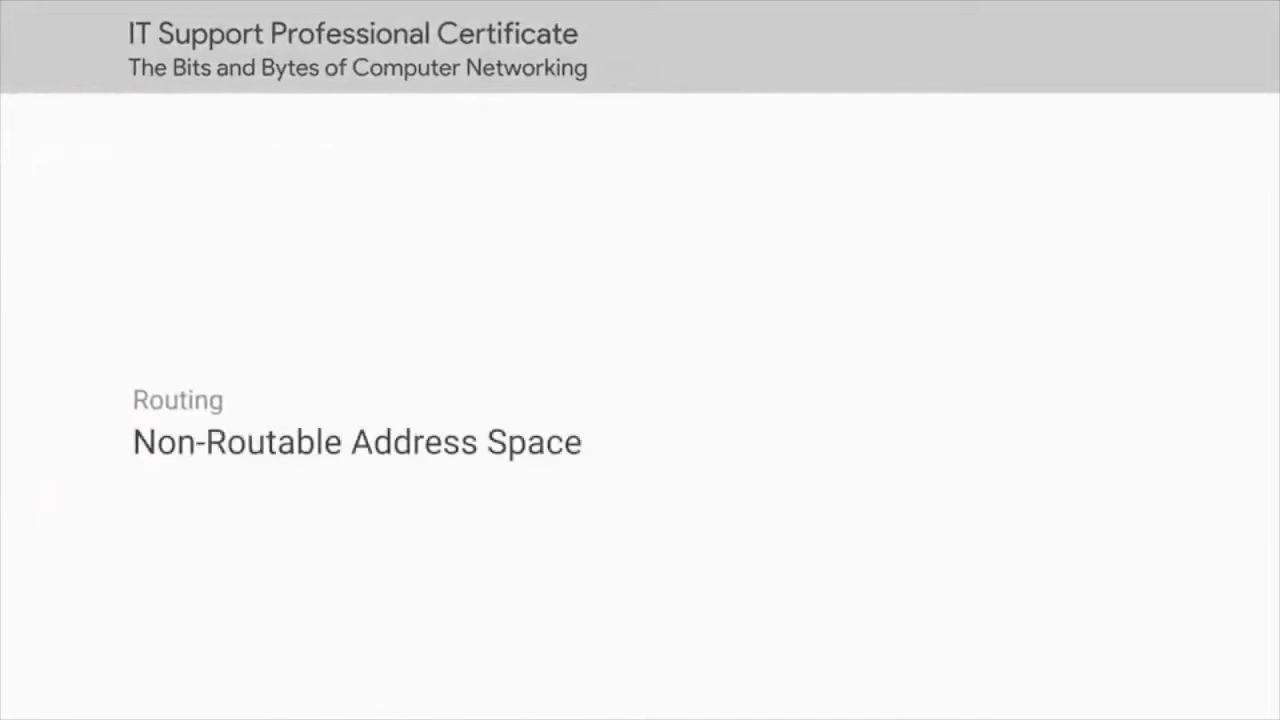 IT Support Professional Certificate
The Bits and Bytes of Computer Networking
Routing
Non-Routable Address Space